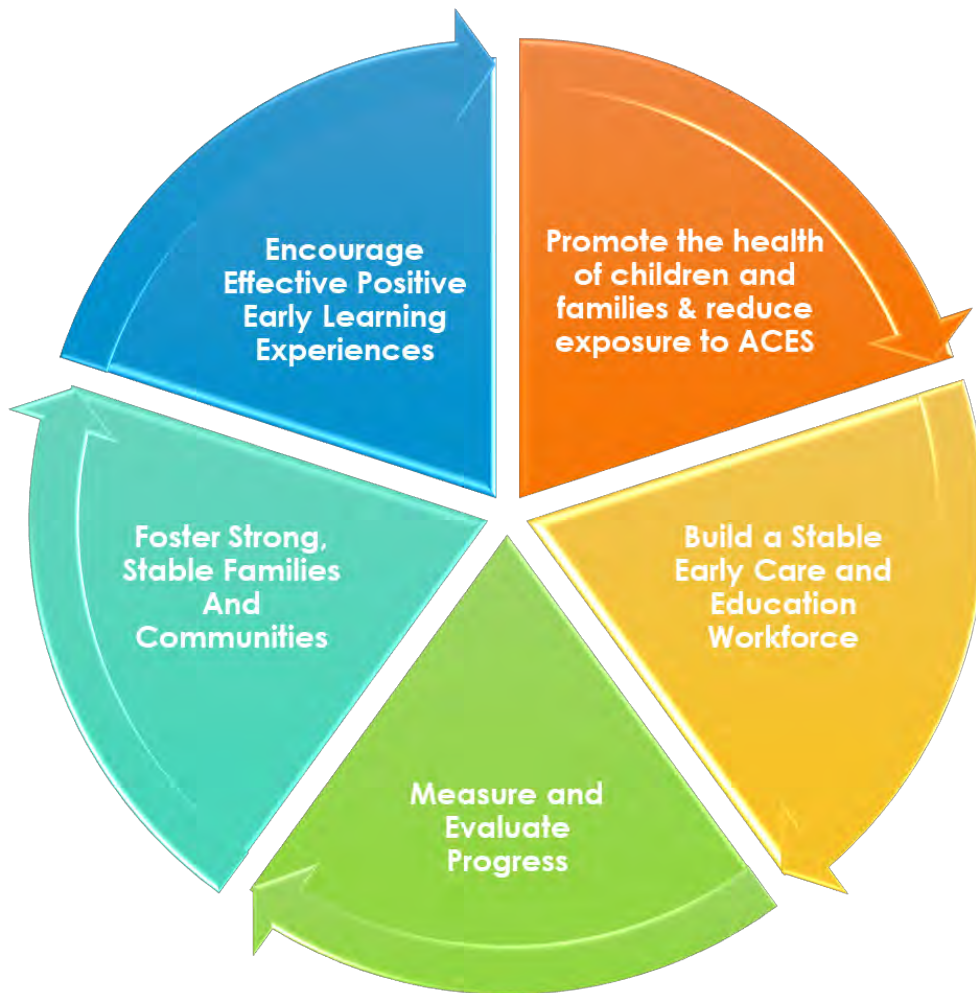 Encourage
Effective Positive
Early Learning
Experiences
Promote the health
of children and
families & reduce
exposure to ACES
Build a Stable
Early Care and
Education
Workforce
Measure and
Evaluate
Progress
Foster Strong,
Stable Families
And
Communities